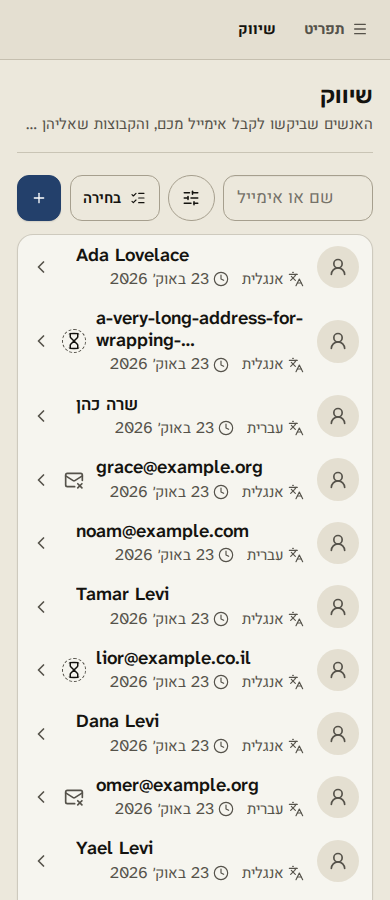 תפריט
שיווק
שיווק
האנשים שביקשו לקבל אימייל מכם, והקבוצות שאליהן ...
שם או אימייל
בחירה
Ada Lovelace
אנגלית 23 באוק׳ 2026
a-very-long-address-for-
wrapping-...
אנגלית 23 באוק׳ 2026
שרה כהן
עברית 23 באוק׳ 2026
grace@example.org
אנגלית 23 באוק׳ 2026
noam@example.com
עברית 23 באוק׳ 2026
Tamar Levi
אנגלית 23 באוק׳ 2026
lior@example.co.il
אנגלית 23 באוק׳ 2026
Dana Levi
אנגלית 23 באוק׳ 2026
omer@example.org
עברית 23 באוק׳ 2026
Yael Levi
אנגלית 23 באוק׳ 2026